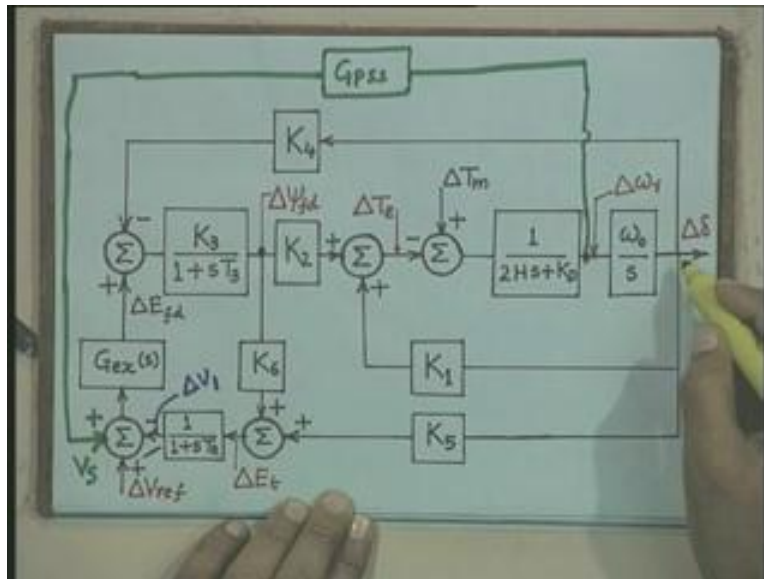 Gpss
K4
ΔTm
Δψfd
ΔTe
Δωr
Δδ
-
+
Σ
K3
1+sT3
K2
+
Σ
-
Σ
+
1
2Hs+KD
ω0
s
ΔEfd
+
Gex(s)
K6
K1
K5
ΔV1
+
-
Σ
+
1
1+sTR
+
Σ
+
Vs
ΔVref
ΔEt